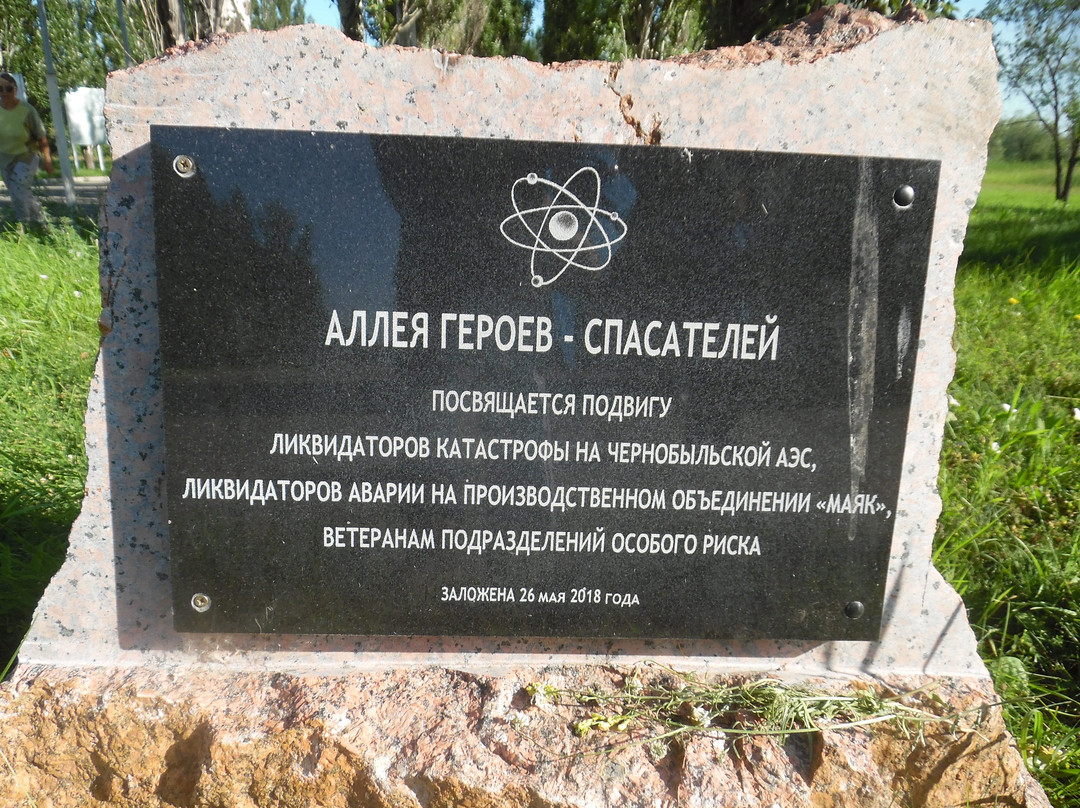 АЛЛЕЯ ГЕРОЕВ - СПАСАТЕЛЕЙ
ПОСВЯЩАЕТСЯ ПОДВИГУ
ЛИКВИДАТОРОВ КАТАСТРОФЫ НА ЧЕРНОБЫЛЬСКОЙ АЭС,
ЛИКВИДАТОРОВ АВАРИИ НА ПРОИЗВОДСТВЕННОМ ОБЪЕДИНЕНИИ «МАЯК»,
ВЕТЕРАНАМ ПОДРАЗДЕЛЕНИЙ ОСОБОГО РИСКА
ЗАЛОЖЕНА 26 МАЯ 2018 ГОДА